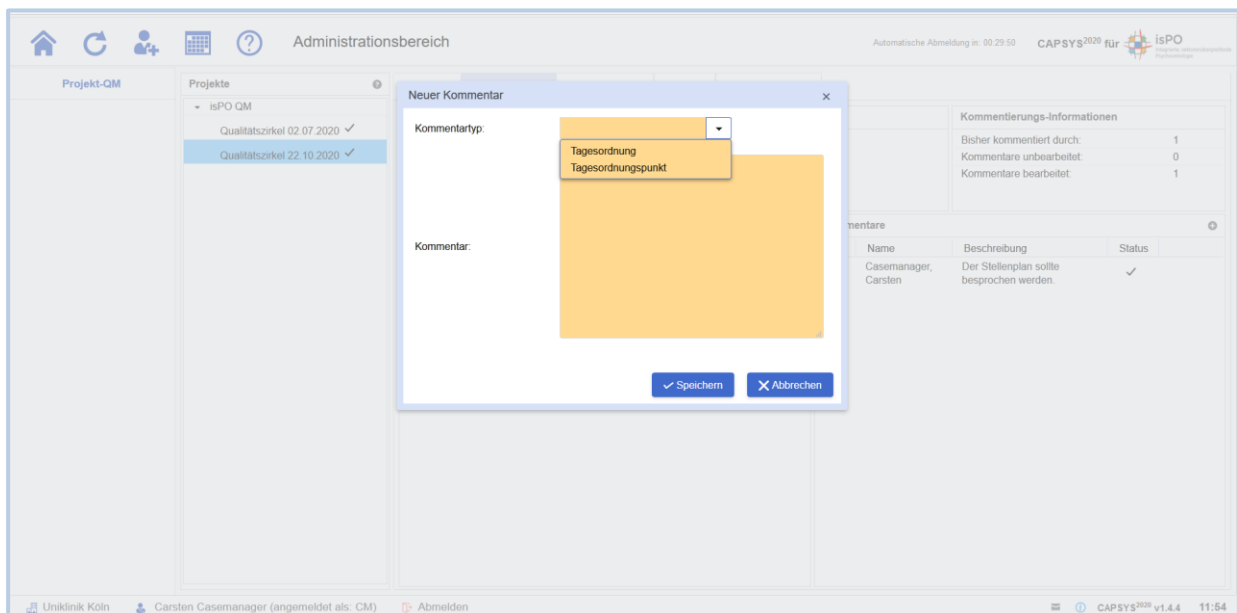 Administrationsbereich
Automatische Abmeldung in: 00:29:50
CAPSYS2020 für isPO
Projekt-QM
Projekte
isPO QM
Qualitätszirkel 02.07.2020
Qualitätszirkel 22.10.2020
Neuer Kommentar
Kommentartyp:
Tagesordnung
Tagesordnungspunkt
Kommentar:
Speichern
Abbrechen
Kommentierungs-Informationen
Bisher kommentiert durch: 1
Kommentare unbearbeitet: 0
Kommentare bearbeitet: 1
mentare
Name Beschreibung Status
Casemanager, Carsten
Der Stellenplan sollte
besprochen werden.
Uniklinik Köln
Carsten Casemanager (angemeldet als: CM)
Abmelden
CAPSYS2020 v1.4.4 11:54